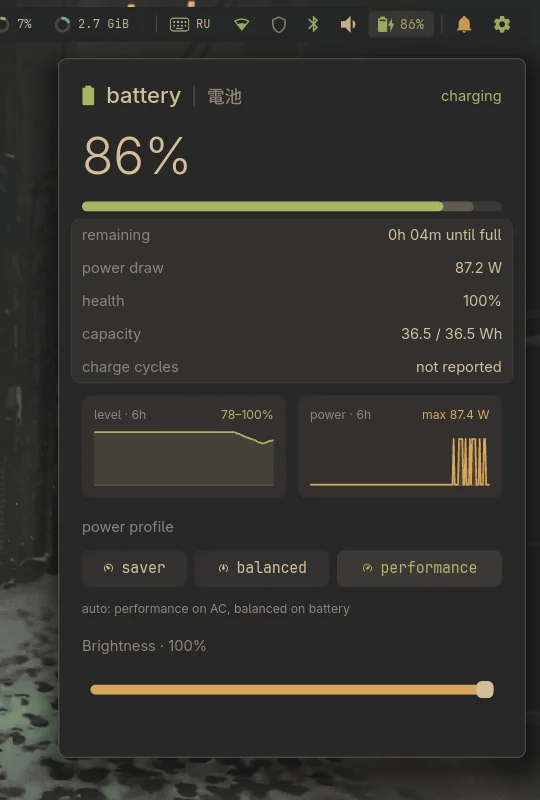 7% 2.7 GiB RU 86%
battery 電池 charging
86%
remaining 0h 04m until full
power draw 87.2 W
health 100%
capacity 36.5 / 36.5 Wh
charge cycles not reported
level · 6h 78–100% power · 6h max 87.4 W
power profile
saver balanced performance
auto: performance on AC, balanced on battery
Brightness · 100%